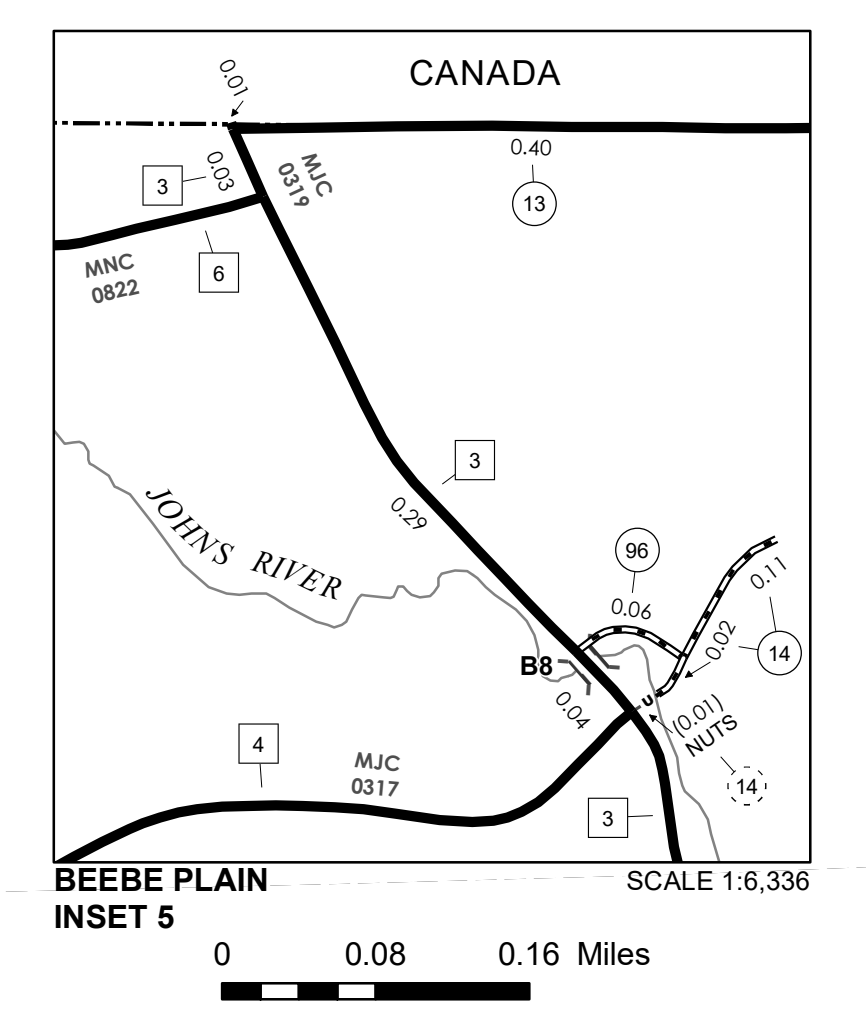 CANADA
0.01
0.40
13
3
0.03
MJC
0319
6
MNC
0822
3
0.29
JOHNS RIVER
96
0.06
0.11
0.02
14
B8
0.04
U
(0.01)
NUTS
14
4
MJC
0317
3
BEEBE PLAIN
SCALE 1:6,336
INSET 5
0 0.08 0.16 Miles